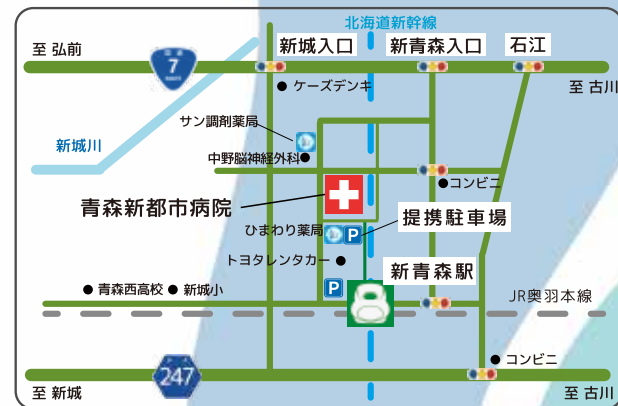 北海道新幹線
至 弘前
7
新城入口
新青森入口
石江
ケーズデンキ
至 古川
サン調剤薬局
新城川
中野脳神経外科
コンビニ
青森新都市病院
提携駐車場
ひまわり薬局
P
トヨタレンタカー
新青森駅
P
青森西高校
新城小
JR奥羽本線
コンビニ
247
至 新城
至 古川